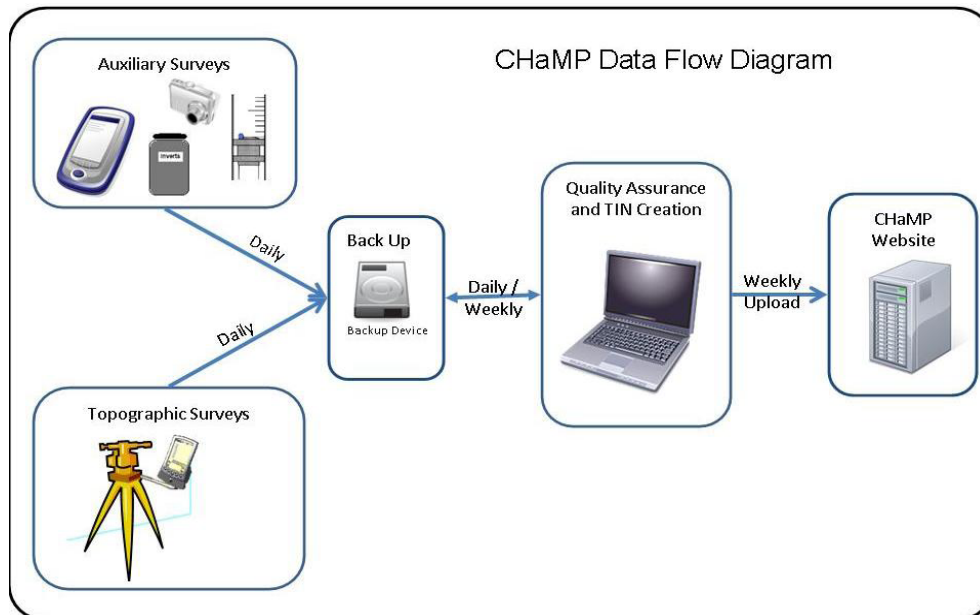 CHaMP Data Flow Diagram
Auxiliary Surveys
inverts
Daily
Back Up
Backup Device
Daily
Topographic Surveys
Daily /
Weekly
Quality Assurance
and TIN Creation
Weekly
Upload
CHaMP
Website